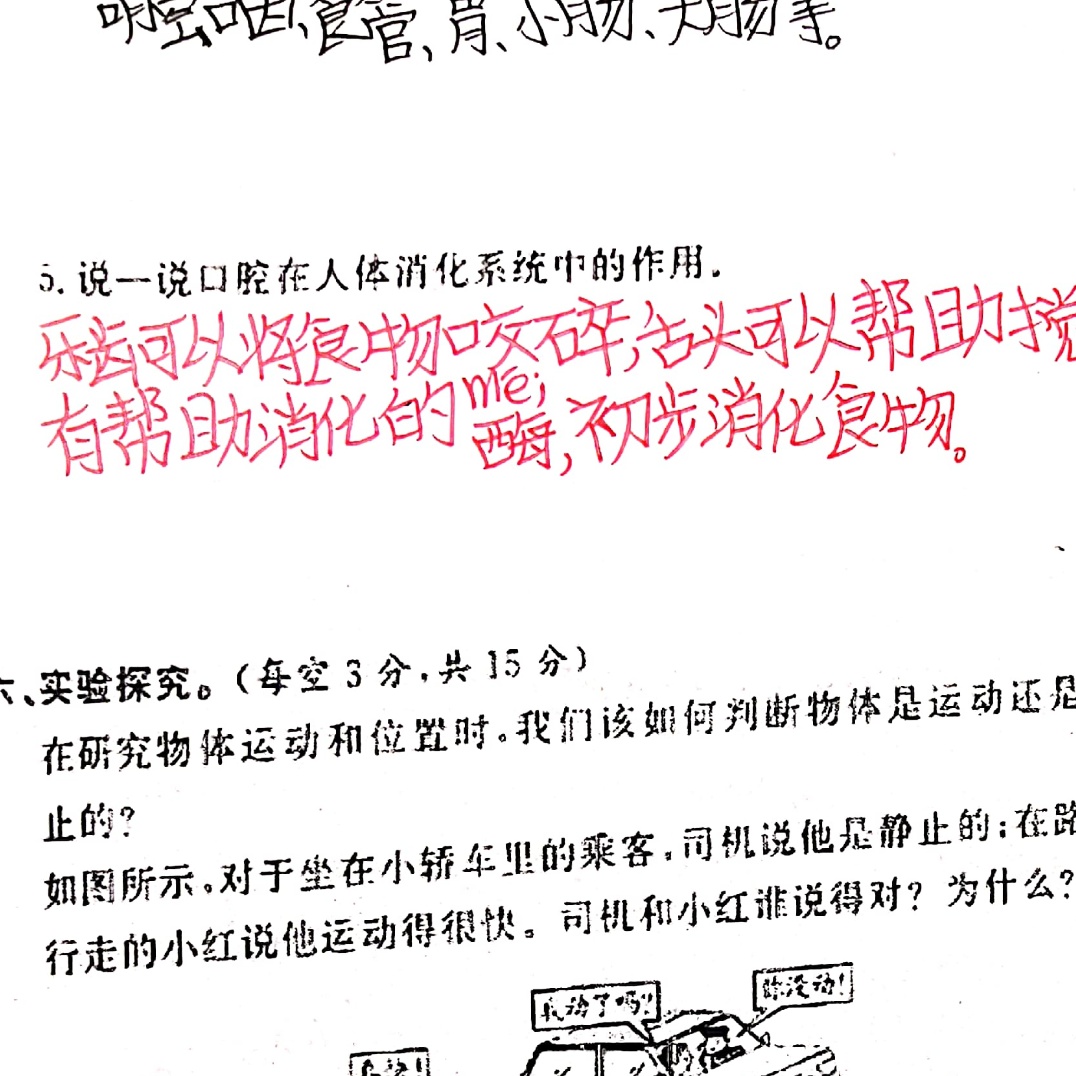 咽、食管、胃、小肠、大肠等。
5.说一说口腔在人体消化系统中的作用.
牙齿可以将食物咬碎,舌头可以帮助搅
有帮助消化的酶,初步消化食物。
mei
六、实验探究。(每空3分,共15分)
在研究物体运动和位置时。我们该如何判断物体是运动还是
止的?
如图所示。对于坐在小轿车里的乘客,司机说他是静止的;在路
行走的小红说他运动得很快。司机和小红谁说得对?为什么?
我动了吗? 你没动!